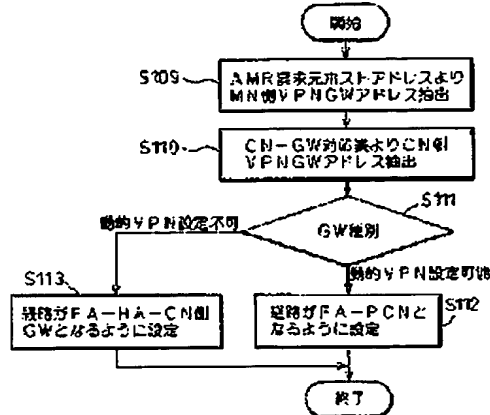 開始
S109
AMR要求元ホストアドレスより
MN側VPNGWアドレス抽出
S110
CN-GW対応表よりCN側
VPNGWアドレス抽出
S111
GW種別
動的VPN設定不可
動的VPN設定可能
S113
経路がFA-HA-CN側
GWとなるように設定
S112
経路がFA-PCNと
なるように設定
終了